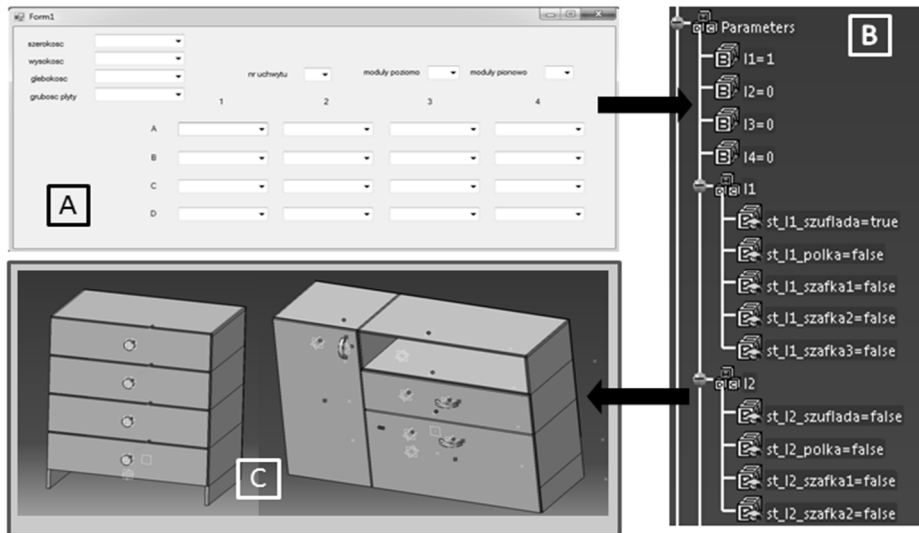 Form1
szerokosc
wysokosc
glebokosc
grubosc plyty
nr uchwytu
moduly poziomo
moduly pionowo
1 2 3 4
A
B
C
D
A
B
Parameters
l1=1
l2=0
l3=0
l4=0
l1
st_l1_szuflada=true
st_l1_polka=false
st_l1_szafka1=false
st_l1_szafka2=false
st_l1_szafka3=false
l2
st_l2_szuflada=false
st_l2_polka=false
st_l2_szafka1=false
st_l2_szafka2=false
C